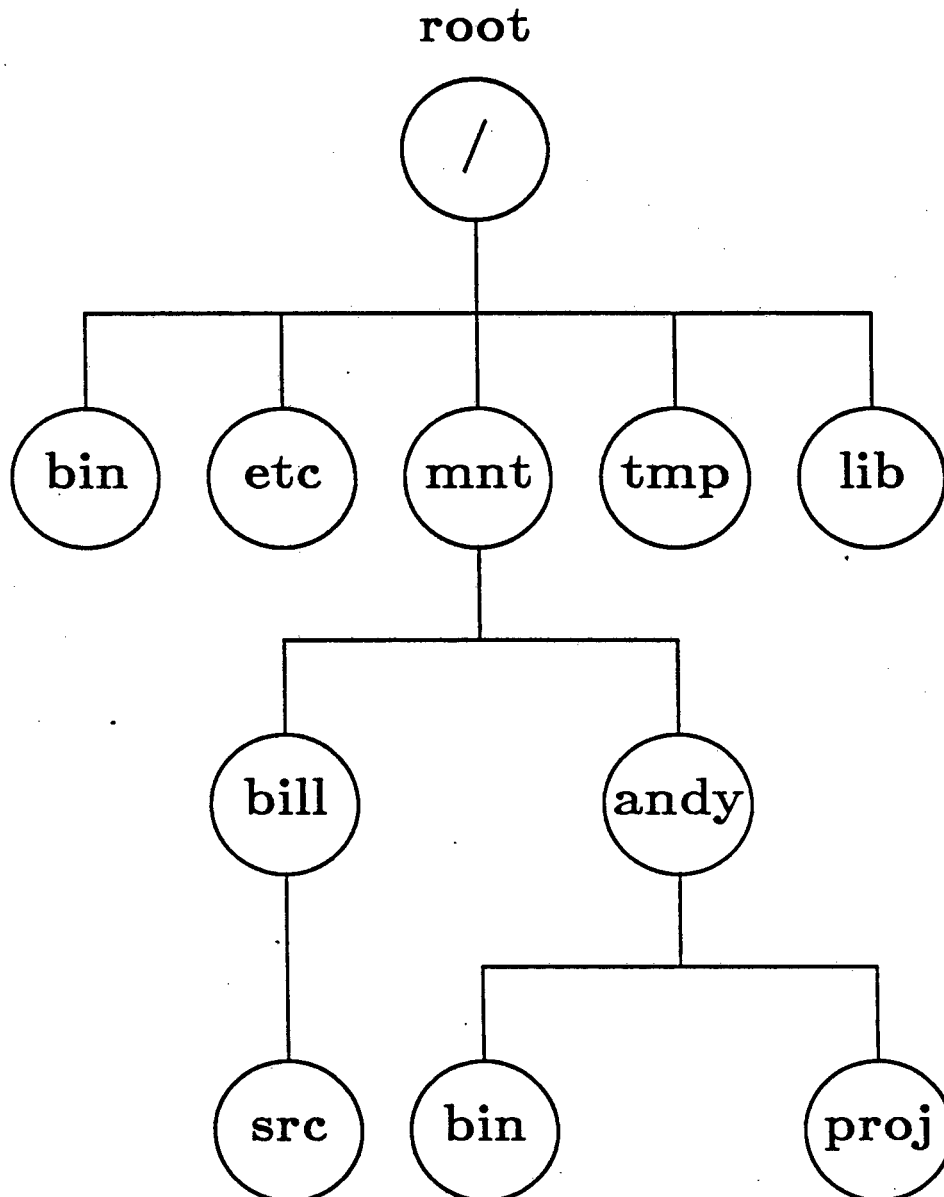 root
/
bin etc mnt tmp lib
bill andy
src bin proj